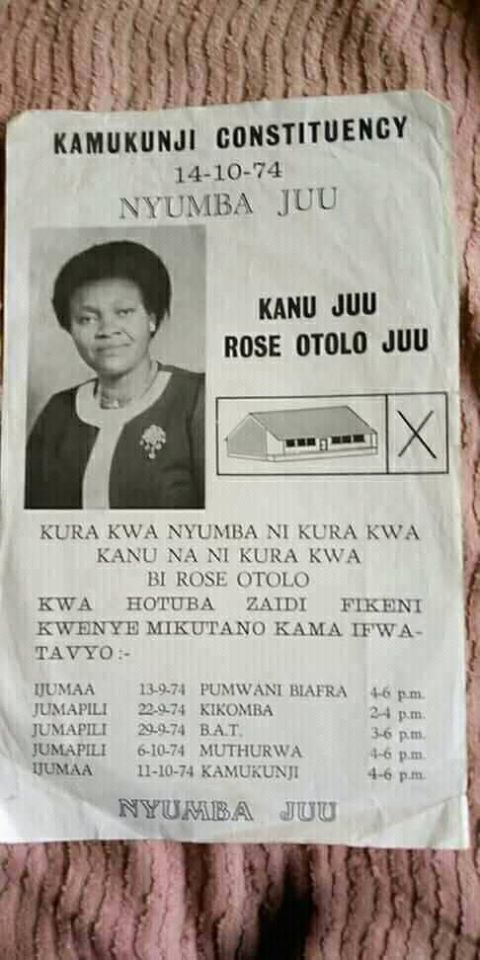 KAMUKUNJI CONSTITUENCY
14-10-74
NYUMBA JUU
KANU JUU
ROSE OTOLO JUU
X
KURA KWA NYUMBA NI KURA KWA
KANU NA NI KURA KWA
BI ROSE OTOLO
KWA HOTUBA ZAIDI FIKENI
KWENYE MIKUTANO KAMA IFWA-
TAVYO :-
IJUMAA 13-9-74 PUMWANI BIAFRA 4-6 p.m.
JUMAPILI 22-9-74 KIKOMBA 2-4 p.m.
JUMAPILI 29-9-74 B.A.T. 3-6 p.m.
JUMAPILI 6-10-74 MUTHURWA 4-6 p.m.
IJUMAA 11-10-74 KAMUKUNJI 4-6 p.m.
NYUMBA JUU